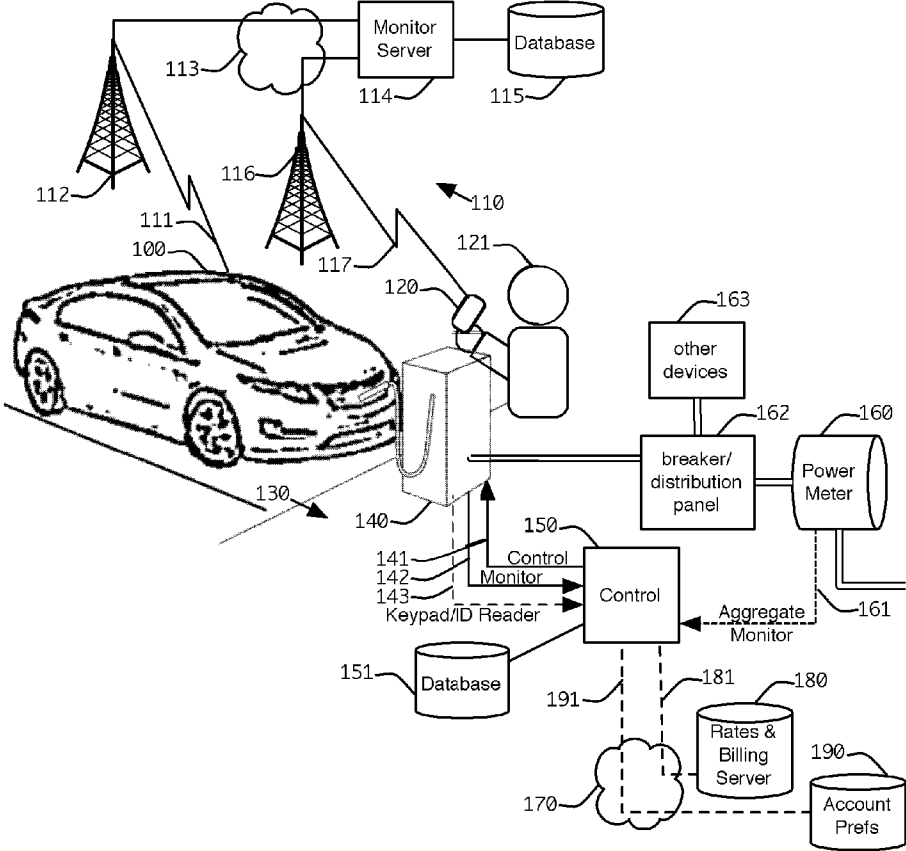 Monitor
Server
Database
113
114
115
112
116
110
111
117
121
100
120
163
other
devices
162
160
breaker/
distribution
panel
Power
Meter
130
140
150
141
142
143
Control
Monitor
Keypad/ID Reader
Control
Aggregate
Monitor
161
151
Database
191
181
180
Rates &
Billing
Server
190
170
Account
Prefs